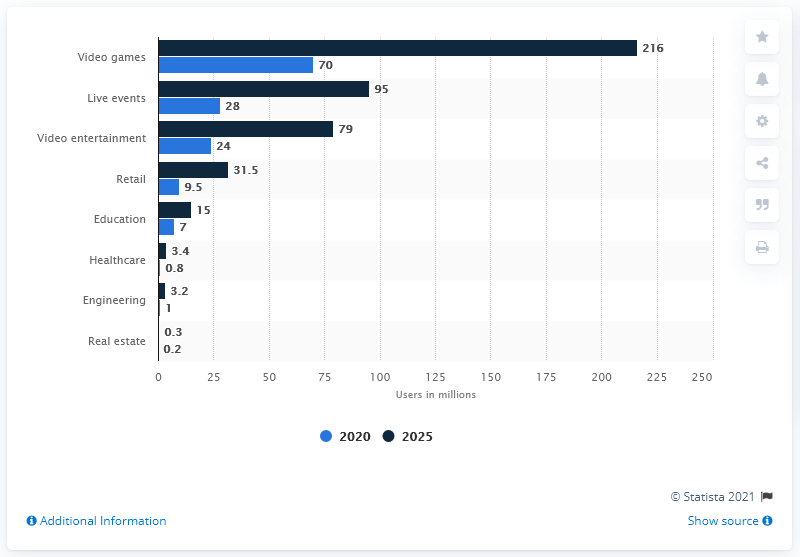 Video games 216
70
Live events 95
28
Video entertainment 79
24
Retail 31.5
9.5
Education 15
7
Healthcare 3.4
0.8
Engineering 3.2
1
Real estate 0.3
0.2
0 25 50 75 100 125 150 175 200 225 250
Users in millions
2020 2025
© Statista 2021
Additional Information Show source